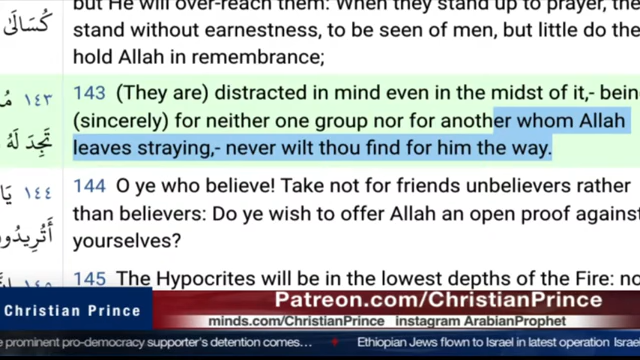 but He will over-reach them: When they stand up to prayer, the
stand without earnestness, to be seen of men, but little do the
hold Allah in remembrance;
كُسَالَىٰ
143 (They are) distracted in mind even in the midst of it,- bein
(sincerely) for neither one group nor for another whom Allah
leaves straying,- never wilt thou find for him the way.
١٤٣
تَجِدَ لَهُ
144 O ye who believe! Take not for friends unbelievers rather
than believers: Do ye wish to offer Allah an open proof against
yourselves?
١٤٤ يَا
أَتُرِيدُو
145 The Hypocrites will be in the lowest depths of the Fire: no
١٤٥
Christian Prince
Patreon.com/ChristianPrince
minds.com/ChristianPrince instagram ArabianProphet
e prominent pro-democracy supporter's detention comes... Ethiopian Jews flown to Israel in latest operation Israe